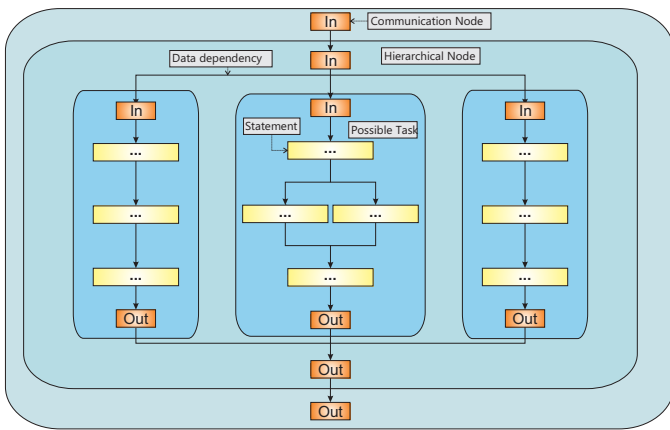 In
Communication Node
In
Hierarchical Node
Data dependency
In
In
In
Statement
Possible Task
...
...
...
...
...
...
...
...
...
...
Out
Out
Out
Out
Out